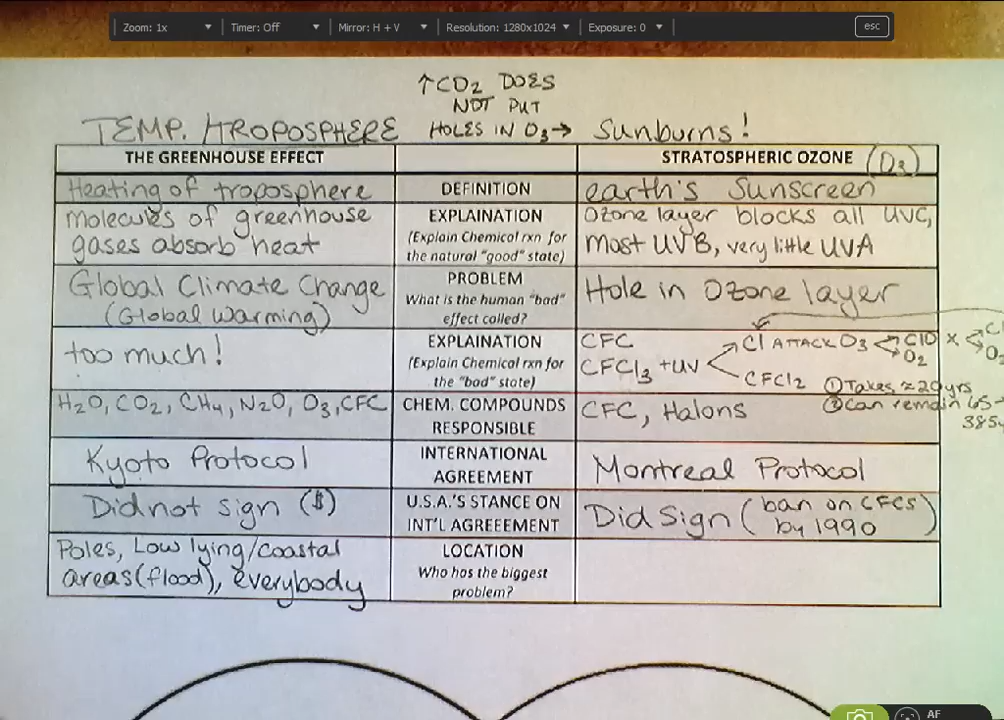 Zoom: 1x Timer: Off Mirror: H + V Resolution: 1280x1024 Exposure: 0 esc
↑CO2 DOES
NOT PUT
HOLES IN O3→
TEMP. / TROPOSPHERE
Sunburns!
THE GREENHOUSE EFFECT
STRATOSPHERIC OZONE (O3)
Heating of troposphere
DEFINITION
earth's Sunscreen
molecules of greenhouse
gases absorb heat
EXPLAINATION
(Explain Chemical rxn for
the natural "good" state)
Ozone layer blocks all UVC,
most UVB, very little UVA
Global Climate Change
(Global Warming)
PROBLEM
What is the human "bad"
effect called?
Hole in Ozone layer
too much!
EXPLAINATION
(Explain Chemical rxn for
the "bad" state)
CFC
CFCl3 +UV
Cl ATTACK O3
ClO X
O2
CFCl2
① Takes ≈20yrs
② Can remain 65-
385
H2O, CO2, CH4, N2O, O3, CFC
CHEM. COMPOUNDS
RESPONSIBLE
CFC, Halons
Kyoto Protocol
INTERNATIONAL
AGREEMENT
Montreal Protocol
Did not sign ($)
U.S.A.'S STANCE ON
INT'L AGREEEMENT
Did Sign (ban on CFCS
by 1990)
Poles, Low lying/coastal
areas(flood), everybody
LOCATION
Who has the biggest
problem?
AF